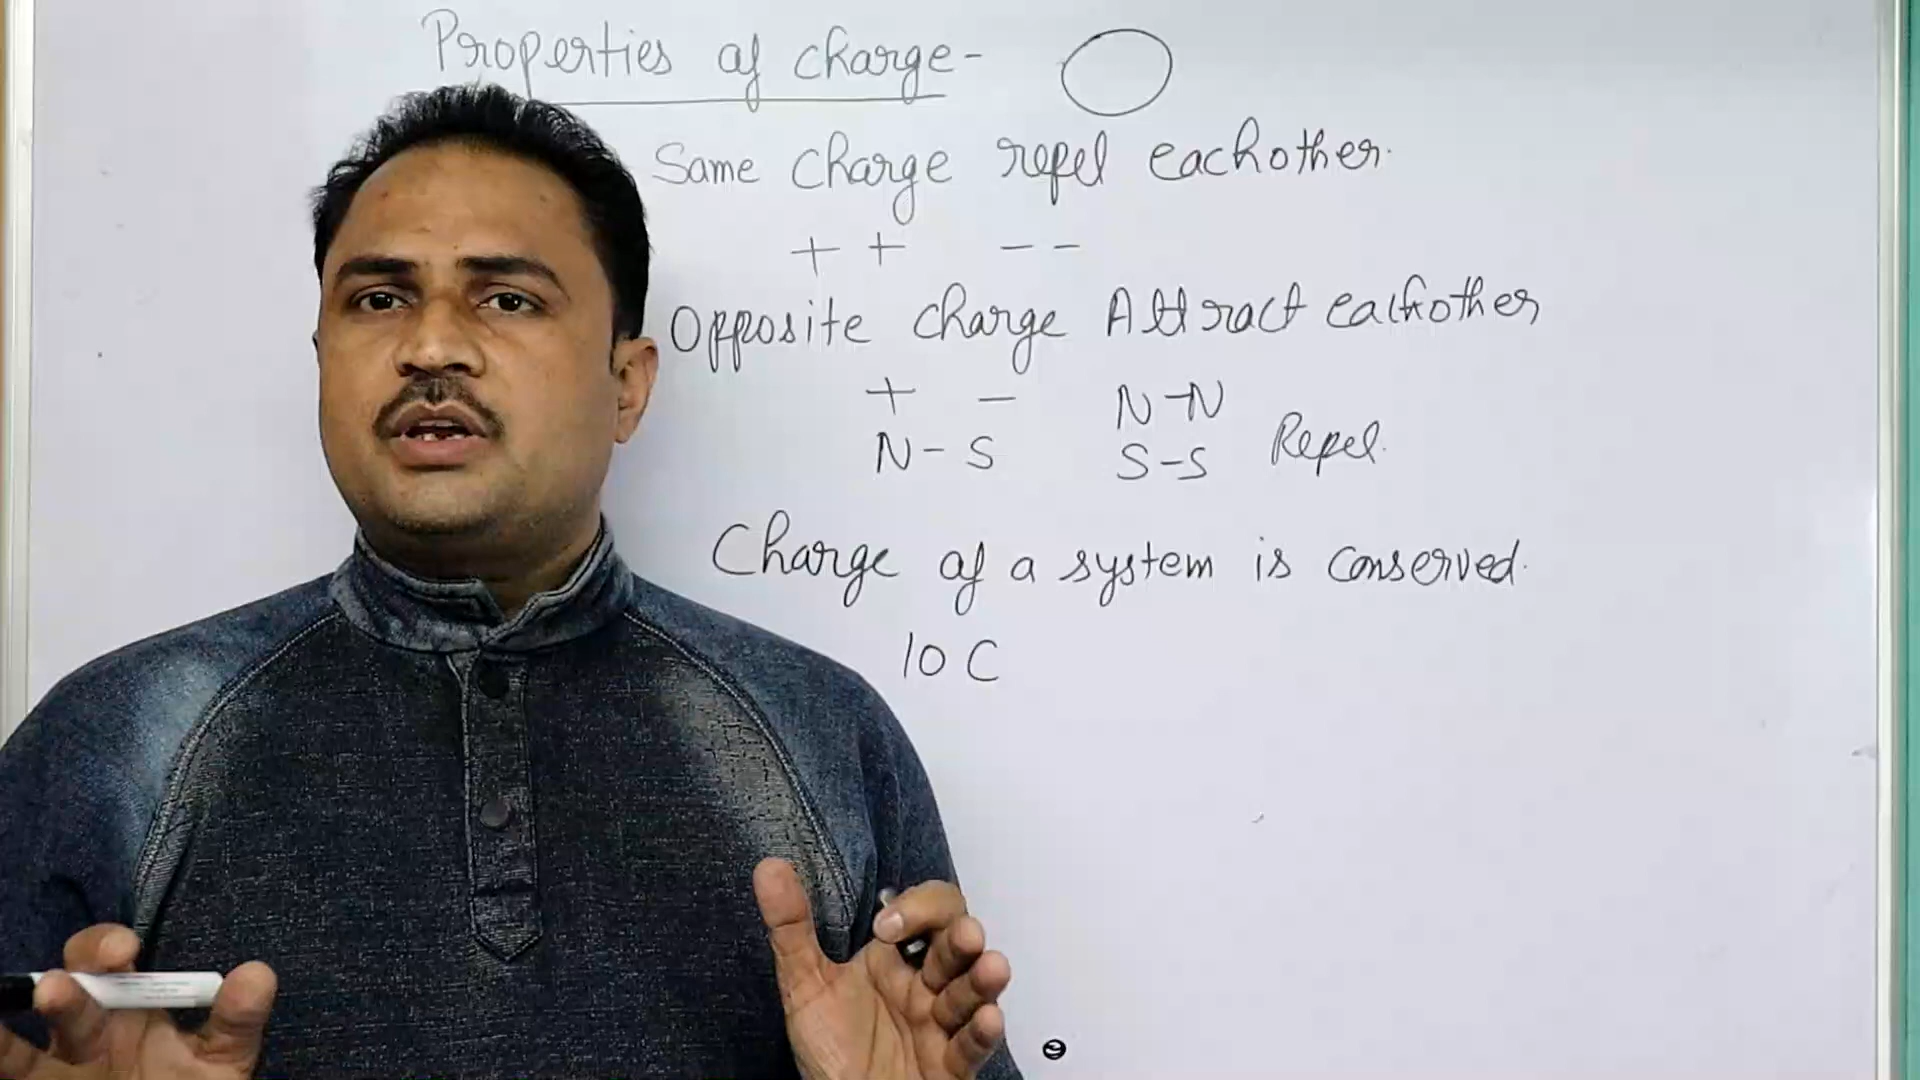 Properties of charge-
Same charge repel eachother.
+ + - -
Opposite charge Attract eachother
+ - N-N
N-S S-S Repel.
Charge of a system is conserved.
10 C